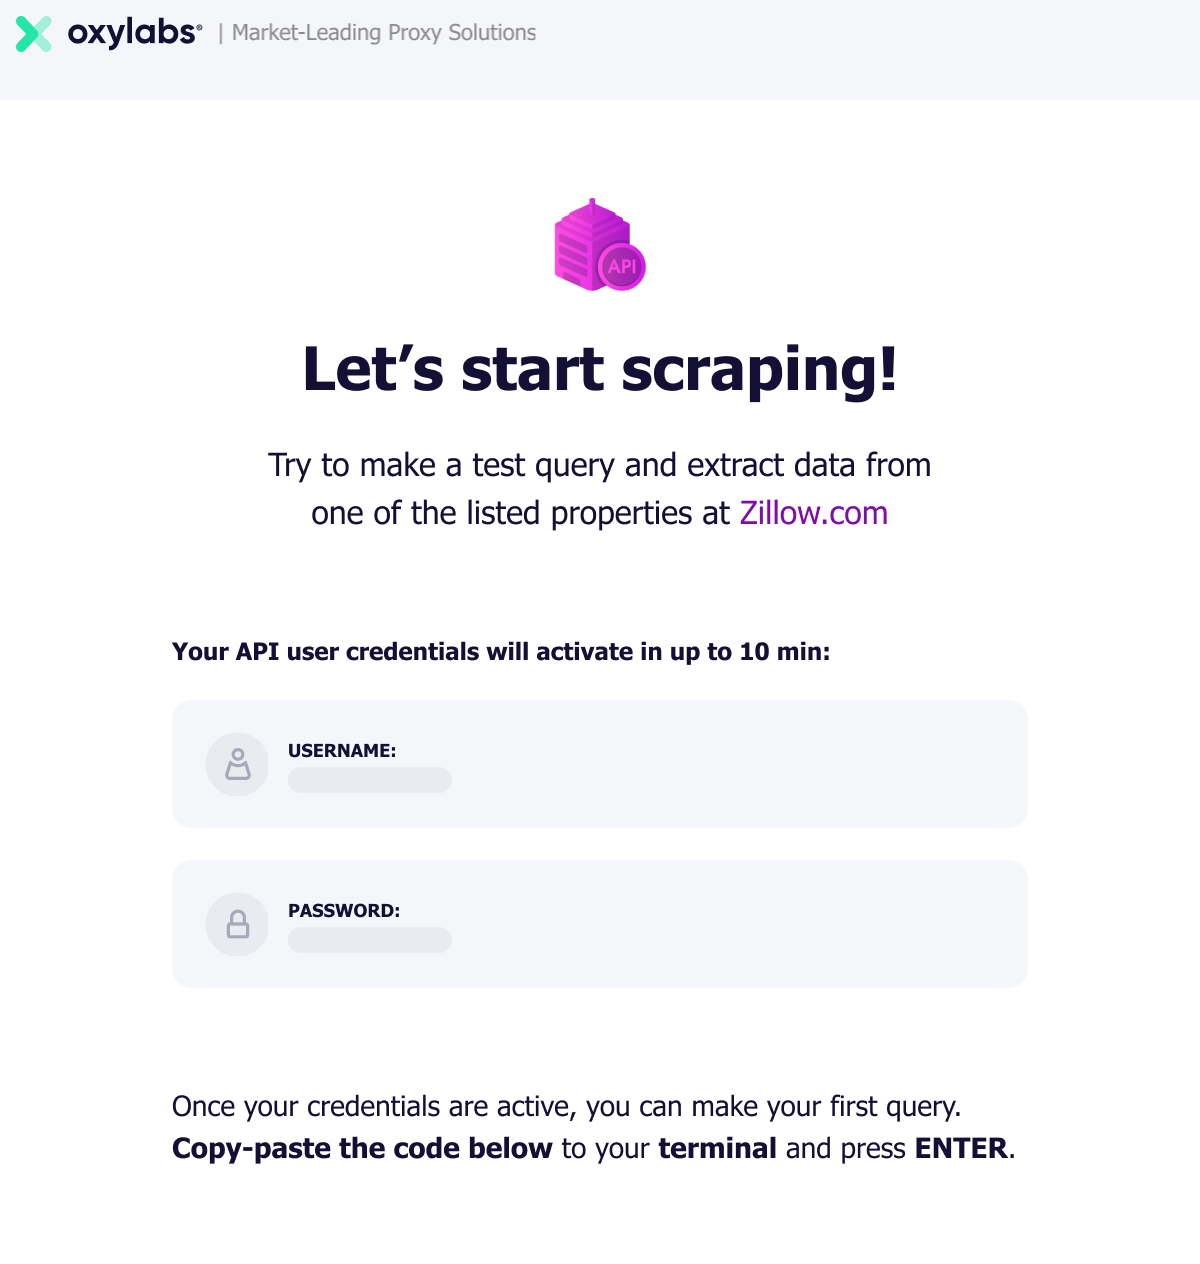 oxylabs® | Market-Leading Proxy Solutions
API
Let’s start scraping!
Try to make a test query and extract data from
one of the listed properties at Zillow.com
Your API user credentials will activate in up to 10 min:
USERNAME:
PASSWORD:
Once your credentials are active, you can make your first query.
Copy-paste the code below to your terminal and press ENTER.